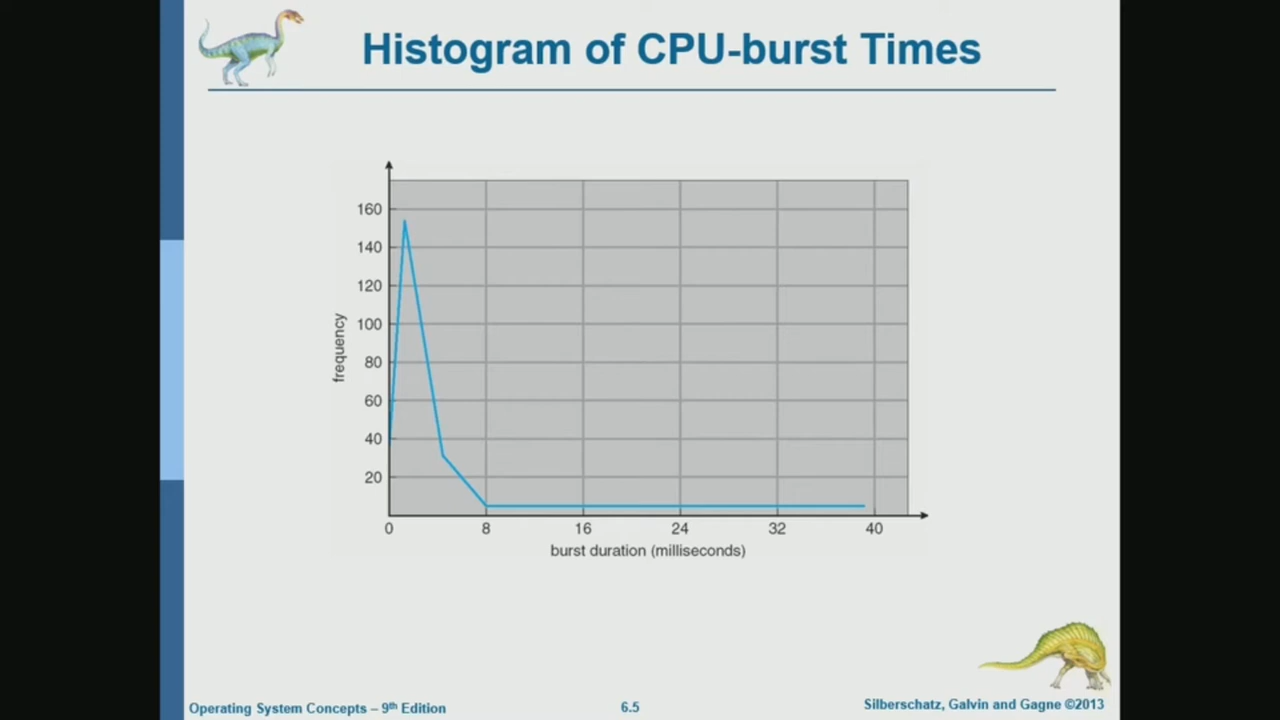 Histogram of CPU-burst Times
160
140
120
100
80
60
40
20
frequency
0 8 16 24 32 40
burst duration (milliseconds)
Operating System Concepts – 9th Edition 6.5 Silberschatz, Galvin and Gagne ©2013